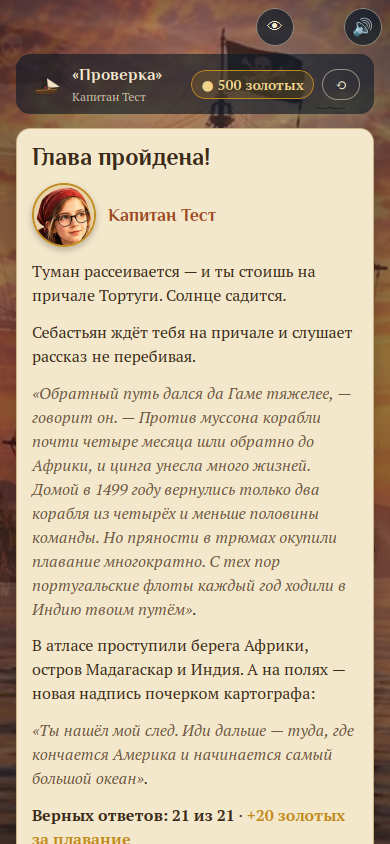 «Проверка»
Капитан Тест
500 золотых
Глава пройдена!
Капитан Тест
Туман рассеивается — и ты стоишь на
причале Тортуги. Солнце садится.
Себастьян ждёт тебя на причале и слушает
рассказ не перебивая.
«Обратный путь дался да Гаме тяжелее, —
говорит он. — Против муссона корабли
почти четыре месяца шли обратно до
Африки, и цинга унесла много жизней.
Домой в 1499 году вернулись только два
корабля из четырёх и меньше половины
команды. Но пряности в трюмах окупили
плавание многократно. С тех пор
португальские флоты каждый год ходили в
Индию твоим путём».
В атласе проступили берега Африки,
остров Мадагаскар и Индия. А на полях —
новая надпись почерком картографа:
«Ты нашёл мой след. Иди дальше — туда, где
кончается Америка и начинается самый
большой океан».
Верных ответов: 21 из 21 · +20 золотых
за плавание